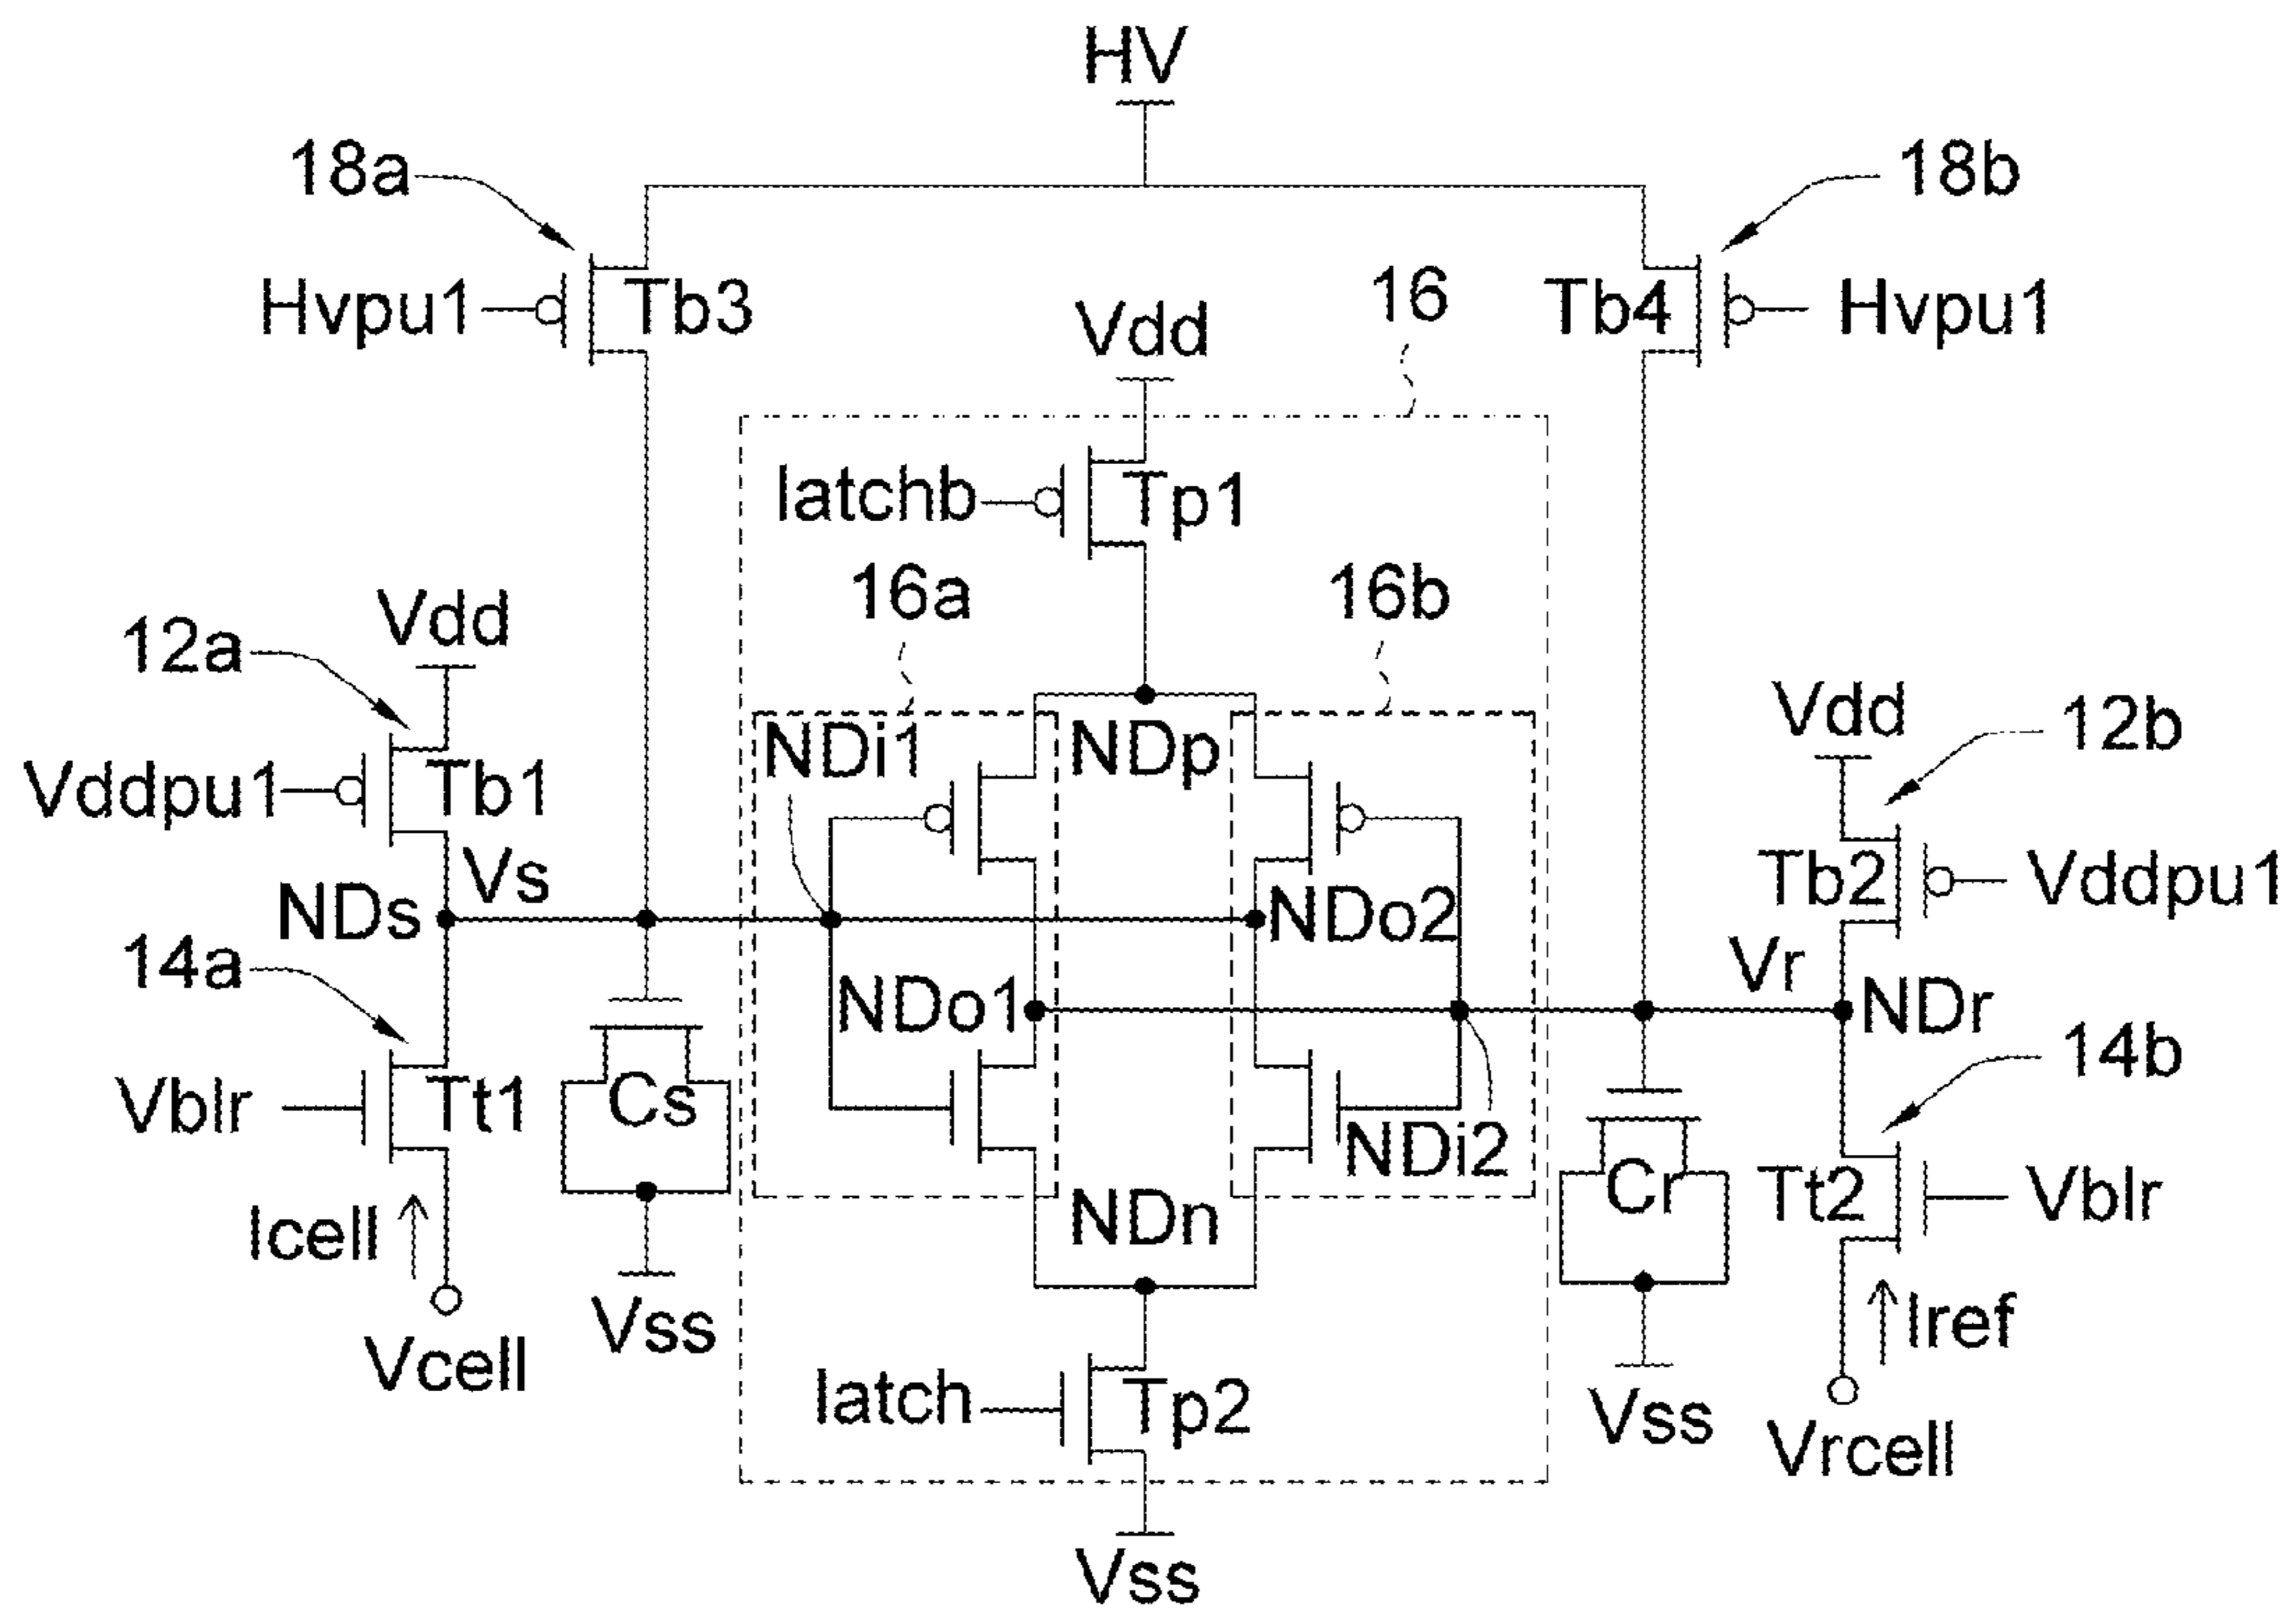 HV
18a
18b
Hvpu1
Tb3
16
Tb4
Hvpu1
Vdd
latchb
Tp1
16a
16b
Vdd
12a
Vdd
12b
NDi1
NDp
Vddpu1
Tb1
Tb2
Vddpu1
Vs
NDs
NDo2
Vr
14a
NDo1
NDr
14b
Vblr
Tt1
Cs
NDi2
Cr
Tt2
Vblr
NDn
Icell
Vss
Iref
Vcell
latch
Tp2
Vss
Vrcell
Vss